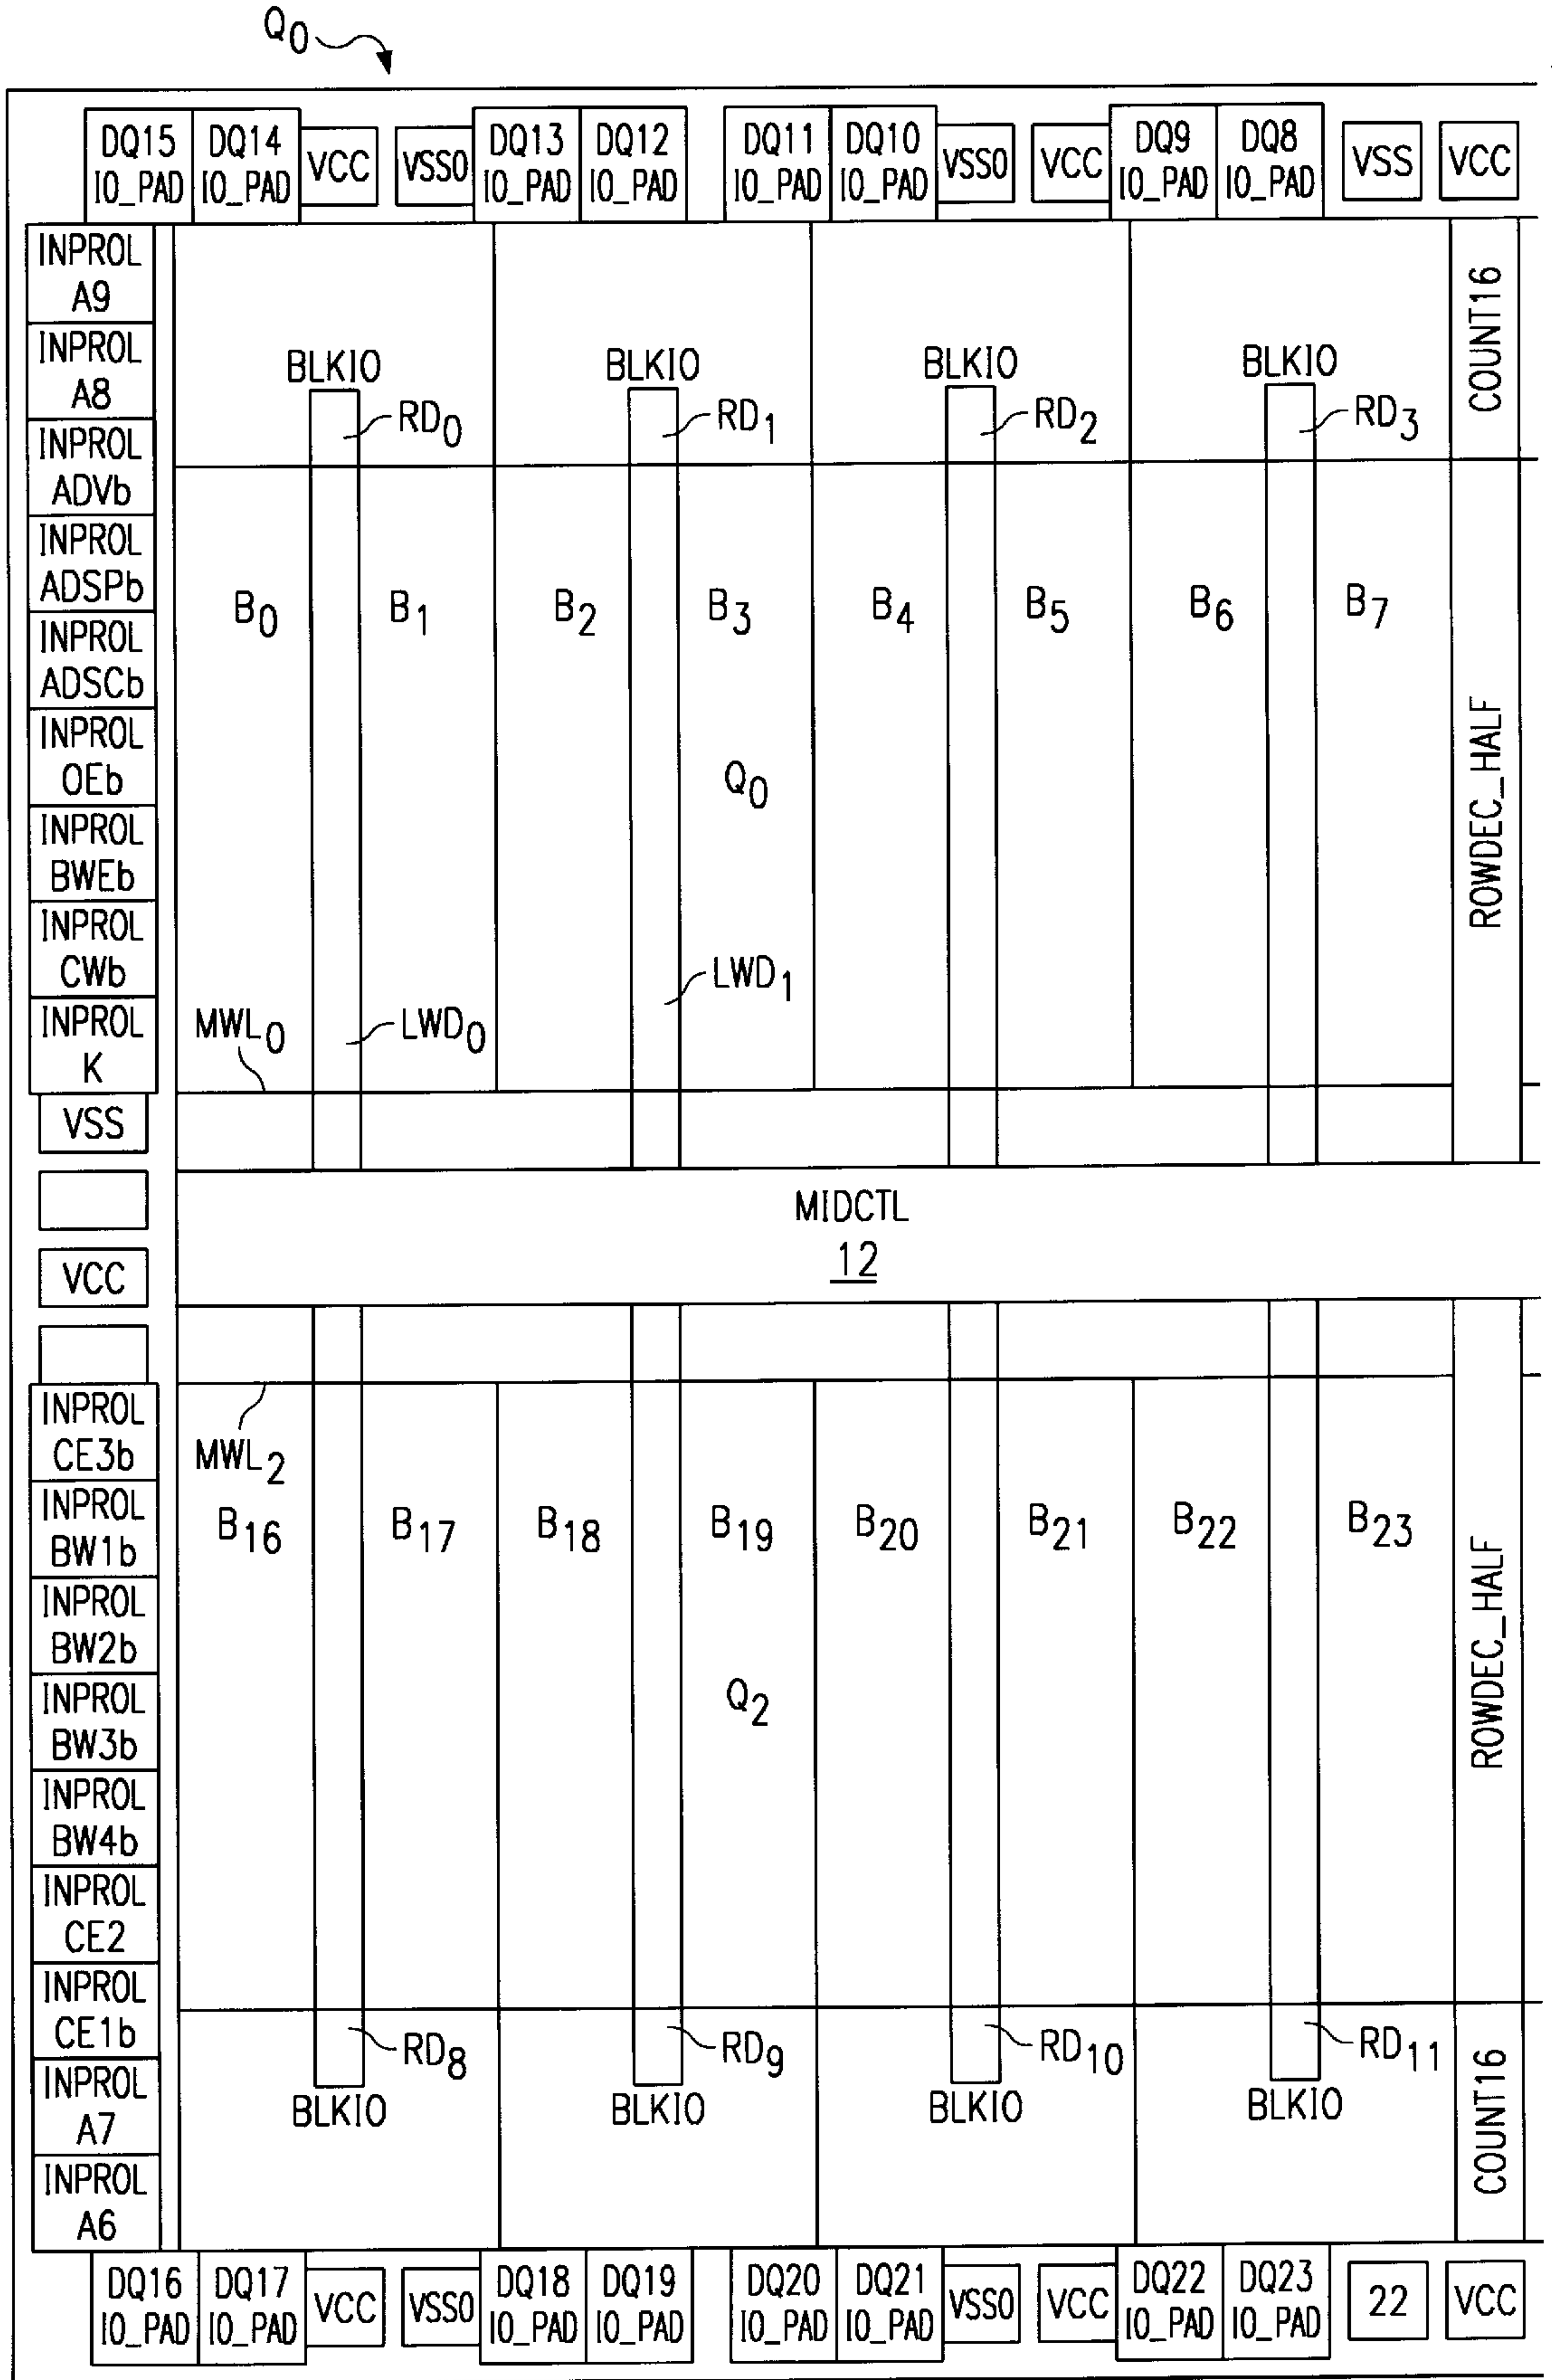 Q0
DQ15 IO_PAD
DQ14 IO_PAD
VCC
VSSO
DQ13 IO_PAD
DQ12 IO_PAD
DQ11 IO_PAD
DQ10 IO_PAD
VSSO
VCC
DQ9 IO_PAD
DQ8 IO_PAD
VSS
VCC
INPROL
A9
INPROL
A8
INPROL
ADVb
INPROL
ADSPb
INPROL
ADSCb
INPROL
OEb
INPROL
BWEb
INPROL
CWb
INPROL
K
VSS
VCC
INPROL
CE3b
INPROL
BW1b
INPROL
BW2b
INPROL
BW3b
INPROL
BW4b
INPROL
CE2
INPROL
CE1b
INPROL
A7
INPROL
A6
BLKIO
BLKIO
BLKIO
BLKIO
RD0
RD1
RD2
RD3
COUNT16
B0
B1
B2
B3
B4
B5
B6
B7
Q0
ROWDEC_HALF
LWD1
MWL0
LWD0
MIDCTL
12
MWL2
B16
B17
B18
B19
B20
B21
B22
B23
Q2
ROWDEC_HALF
RD8
RD9
RD10
RD11
BLKIO
BLKIO
BLKIO
BLKIO
COUNT16
DQ16 IO_PAD
DQ17 IO_PAD
VCC
VSSO
DQ18 IO_PAD
DQ19 IO_PAD
DQ20 IO_PAD
DQ21 IO_PAD
VSSO
VCC
DQ22 IO_PAD
DQ23 IO_PAD
22
VCC